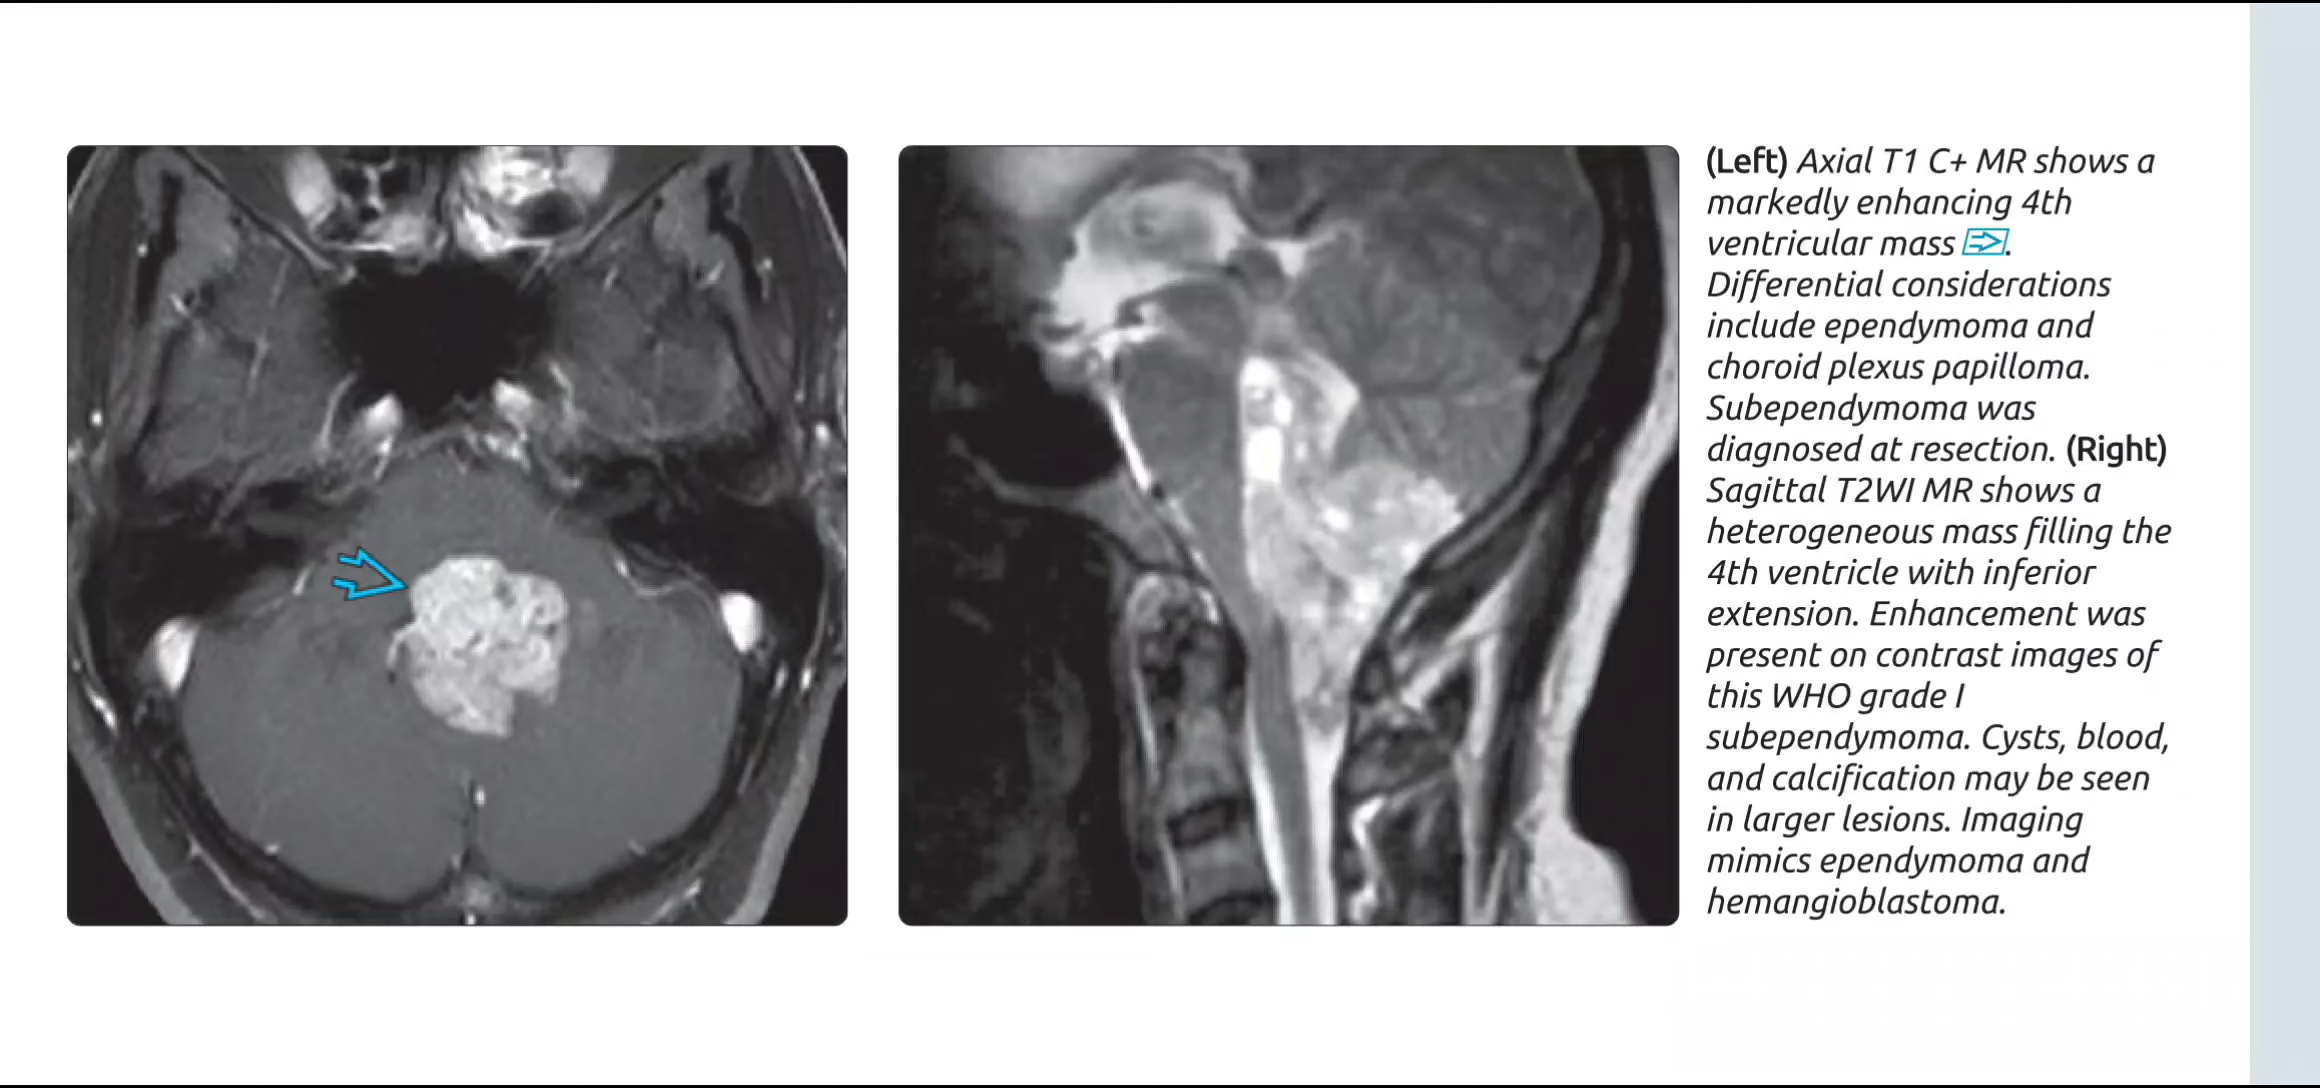 (Left) Axial T1 C+ MR shows a
markedly enhancing 4th
ventricular mass .
Differential considerations
include ependymoma and
choroid plexus papilloma.
Subependymoma was
diagnosed at resection. (Right)
Sagittal T2WI MR shows a
heterogeneous mass filling the
4th ventricle with inferior
extension. Enhancement was
present on contrast images of
this WHO grade I
subependymoma. Cysts, blood,
and calcification may be seen
in larger lesions. Imaging
mimics ependymoma and
hemangioblastoma.